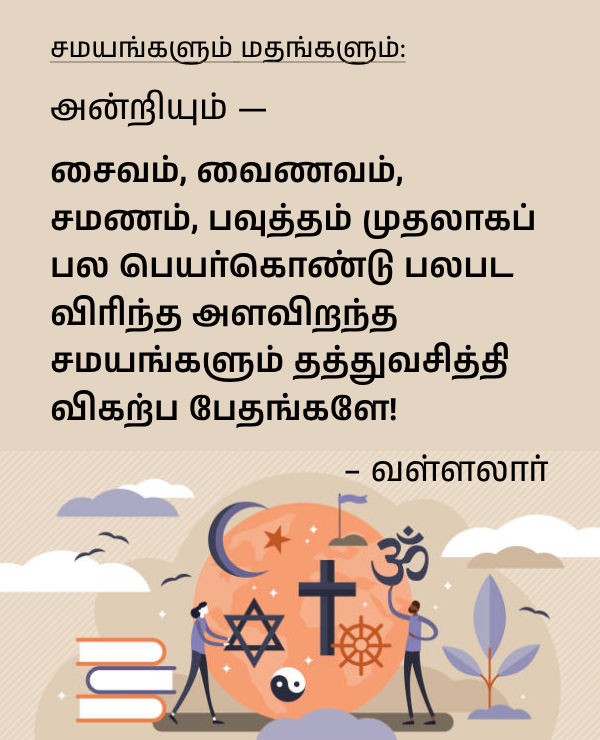 சமயங்களும் மதங்களும்:
அன்றியும் —
சைவம், வைணவம்,
சமணம், பவுத்தம் முதலாகப்
பல பெயர்கொண்டு பலபட
விரிந்த அளவிறந்த
சமயங்களும் தத்துவசித்தி
விகற்ப பேதங்களே!
– வள்ளலார்
ॐ